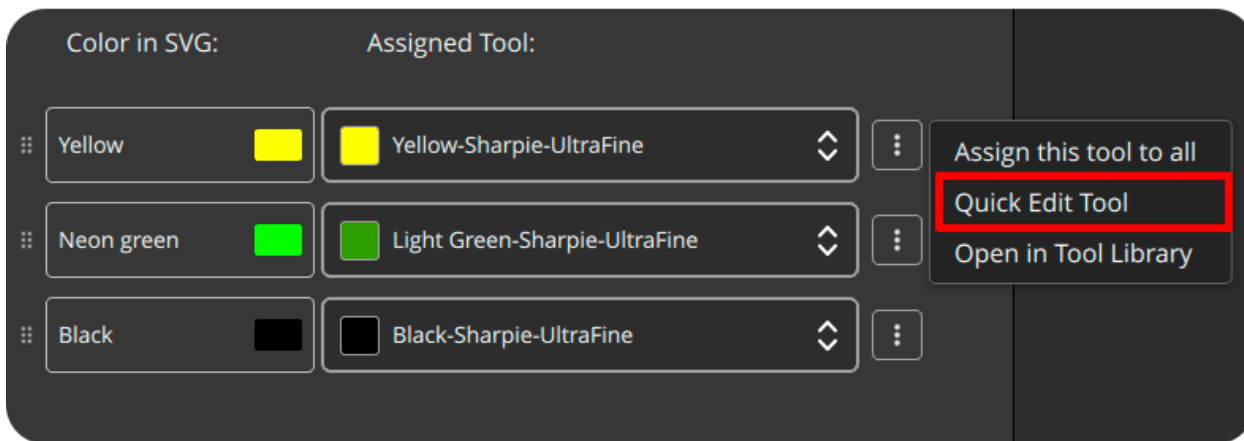 Color in SVG: Assigned Tool:
Yellow Yellow-Sharpie-UltraFine
Assign this tool to all
Quick Edit Tool
Neon green Light Green-Sharpie-UltraFine
Open in Tool Library
Black Black-Sharpie-UltraFine